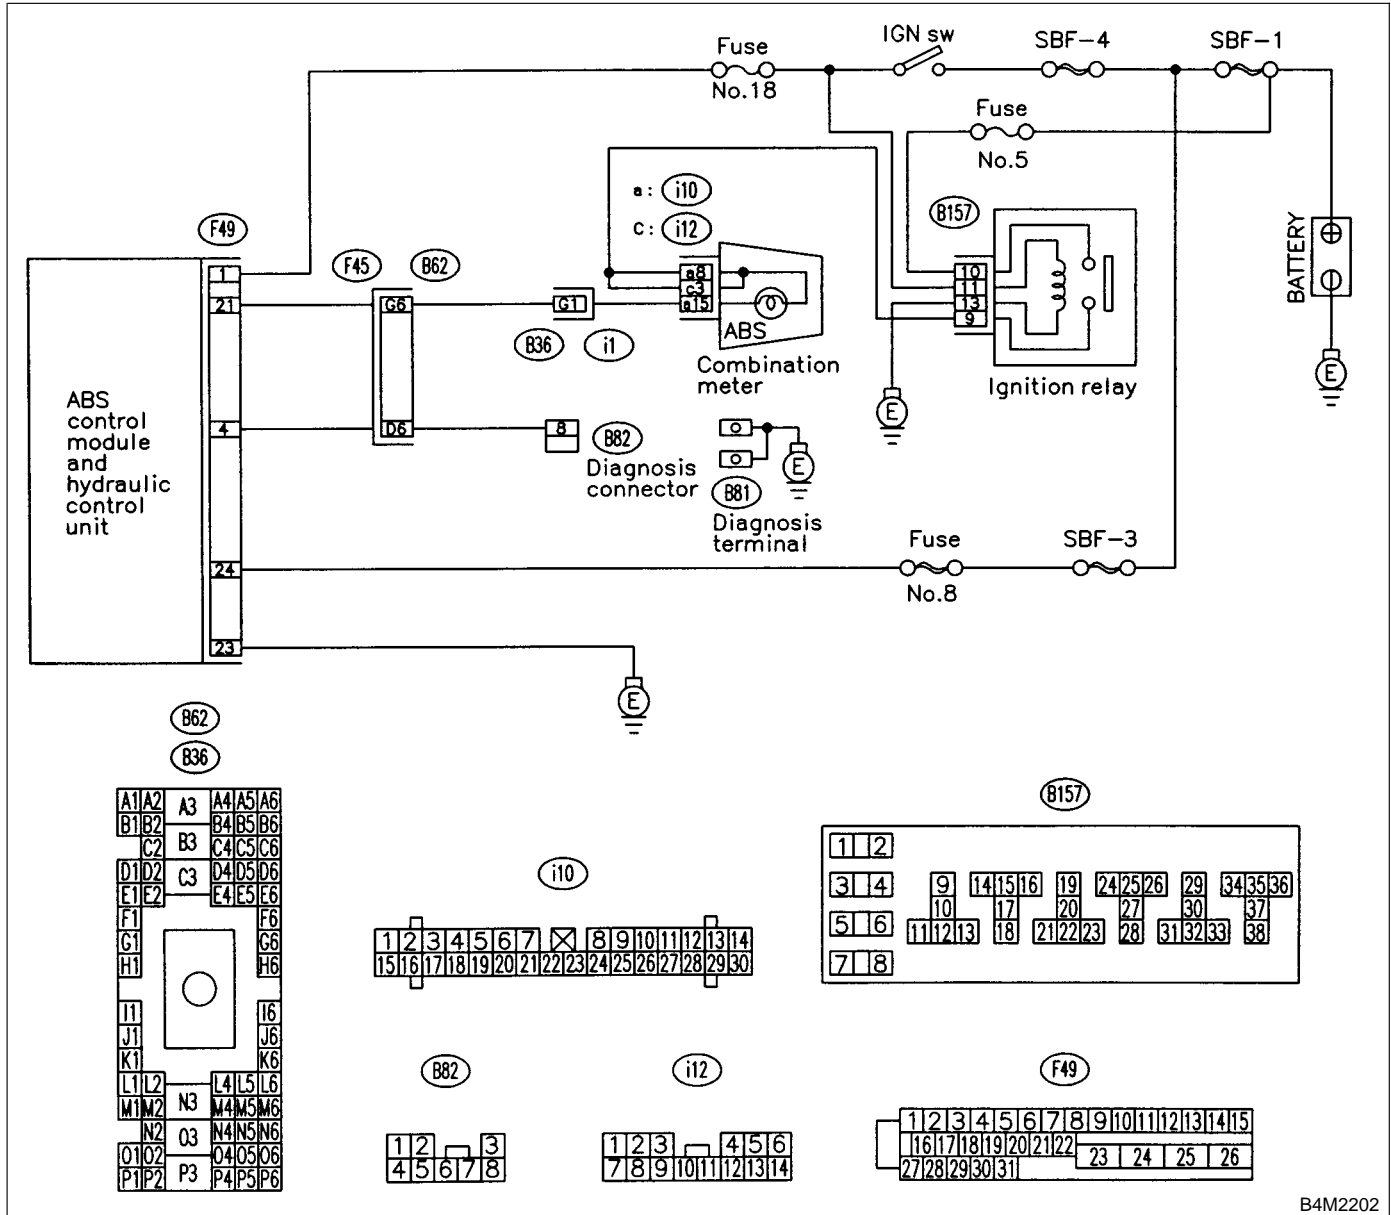 IGN sw
SBF-4
SBF-1
Fuse
No.18
Fuse
No.5
a: i10
c: i12
B157
F49
F45
B62
BATTERY
1
21
4
24
23
G6
D6
G1
a8
c3
a15
10
11
13
9
B36
i1
ABS
Combination
meter
Ignition relay
E
E
ABS
control
module
and
hydraulic
control
unit
8
B82
Diagnosis
connector
E
B81
Diagnosis
terminal
Fuse
No.8
SBF-3
E
B62
B36
A1 A2 A3 A4 A5 A6
B1 B2 B3 B4 B5 B6
C2 C4 C5 C6
D1 D2 C3 D4 D5 D6
E1 E2 E4 E5 E6
F1 F6
G1 G6
H1 H6
I1 I6
J1 J6
K1 K6
L1 L2 L4 L5 L6
M1 M2 N3 M4 M5 M6
N2 O3 N4 N5 N6
O1 O2 O4 O5 O6
P1 P2 P3 P4 P5 P6
i10
1 2 3 4 5 6 7 8 9 10 11 12 13 14
15 16 17 18 19 20 21 22 23 24 25 26 27 28 29 30
B157
1 2
3 4 9 14 15 16 19 24 25 26 29 34 35 36
10 17 20 27 30 37
5 6 11 12 13 18 21 22 23 28 31 32 33 38
7 8
B82
1 2 3
4 5 6 7 8
i12
1 2 3 4 5 6
7 8 9 10 11 12 13 14
F49
1 2 3 4 5 6 7 8 9 10 11 12 13 14 15
16 17 18 19 20 21 22 23 24 25 26
27 28 29 30 31
B4M2202